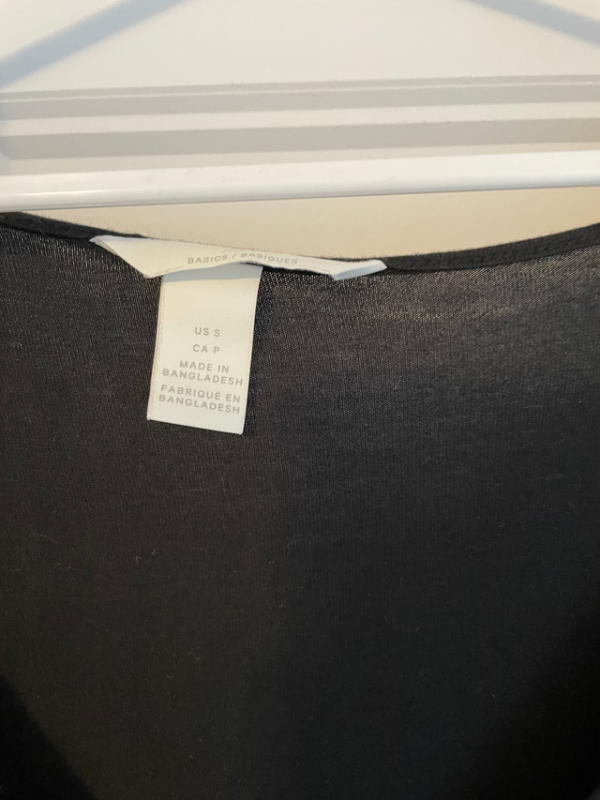 BASICS / BASIQUES
US S
CA P
MADE IN
BANGLADESH
FABRIQUÉ EN
BANGLADESH